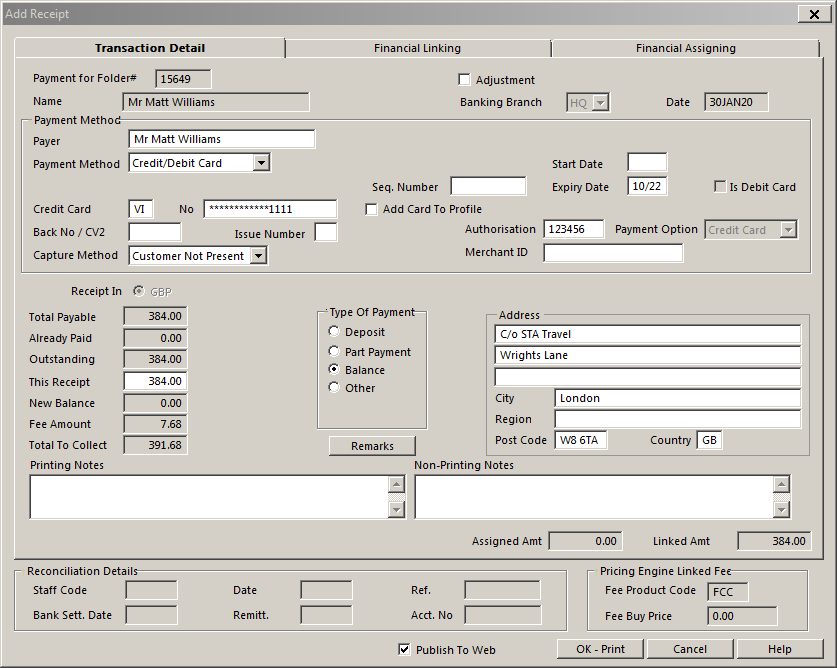 Add Receipt
Transaction Detail Financial Linking Financial Assigning
Payment for Folder# 15649 Adjustment
Name Mr Matt Williams Banking Branch HQ Date 30JAN20
Payment Method
Payer Mr Matt Williams
Payment Method Credit/Debit Card Start Date
Seq. Number Expiry Date 10/22 Is Debit Card
Credit Card VI No ************1111 Add Card To Profile
Back No / CV2 Issue Number Authorisation 123456 Payment Option Credit Card
Capture Method Customer Not Present Merchant ID
Receipt In GBP
Total Payable 384.00
Already Paid 0.00
Outstanding 384.00
This Receipt 384.00
New Balance 0.00
Fee Amount 7.68
Total To Collect 391.68
Type Of Payment
Deposit
Part Payment
Balance
Other
Remarks
Address
C/o STA Travel
Wrights Lane
City London
Region
Post Code W8 6TA Country GB
Printing Notes Non-Printing Notes
Assigned Amt 0.00 Linked Amt 384.00
Reconciliation Details
Staff Code Date Ref.
Bank Sett. Date Remitt. Acct. No
Pricing Engine Linked Fee
Fee Product Code FCC
Fee Buy Price 0.00
Publish To Web OK - Print Cancel Help